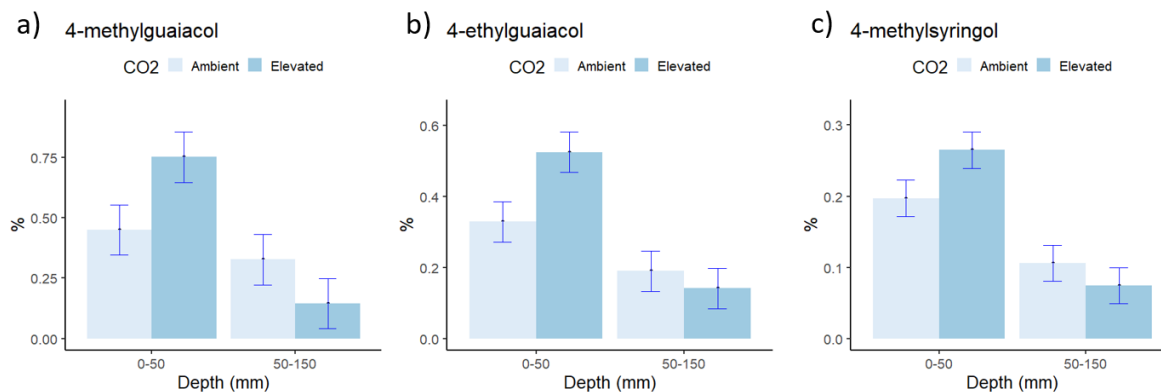 a) 4-methylguaiacol
CO2 Ambient Elevated
0.75
0.50
0.25
0.00
%
0-50 50-150
Depth (mm)
b) 4-ethylguaiacol
CO2 Ambient Elevated
0.6
0.4
0.2
0.0
%
0-50 50-150
Depth (mm)
c) 4-methylsyringol
CO2 Ambient Elevated
0.3
0.2
0.1
0.0
%
0-50 50-150
Depth (mm)